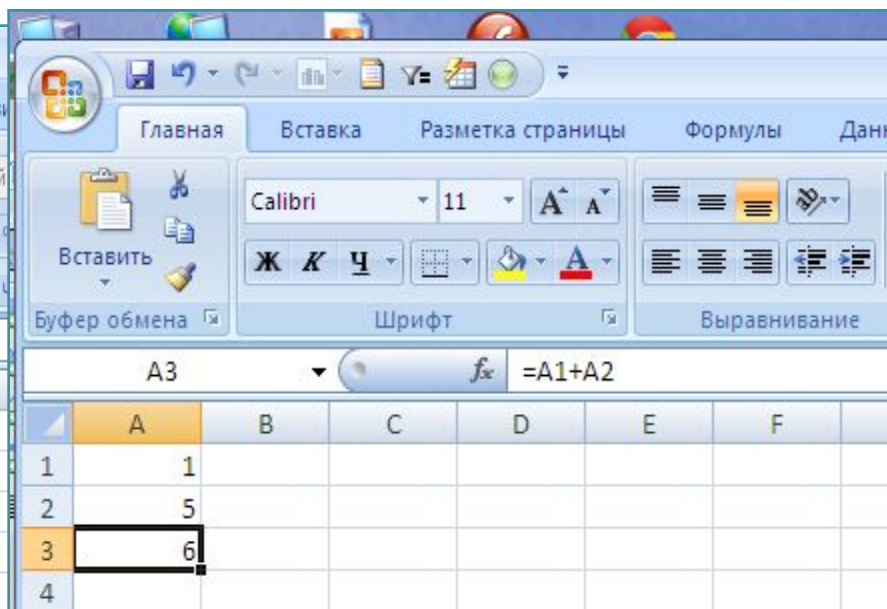 Главная Вставка Разметка страницы Формулы
Calibri 11 A A
Вставить Ж К Ч A
Буфер обмена Шрифт Выравнивание
A3 fx =A1+A2
A B C D E F
1 1
2 5
3 6
4